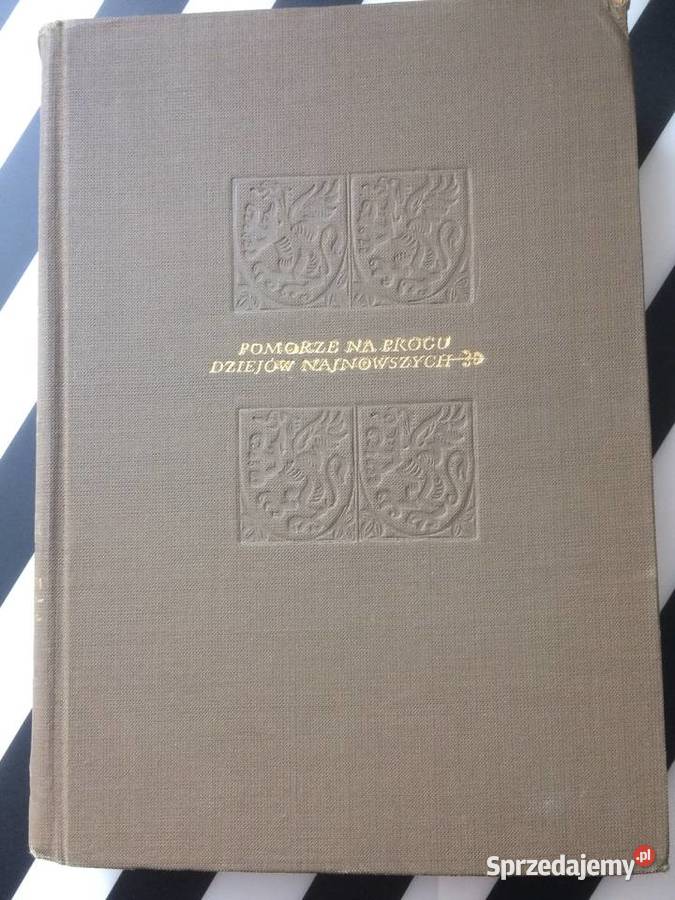 POMORZE NA PROGU
DZIEJÓW NAJNOWSZYCH
Sprzedajemy.pl